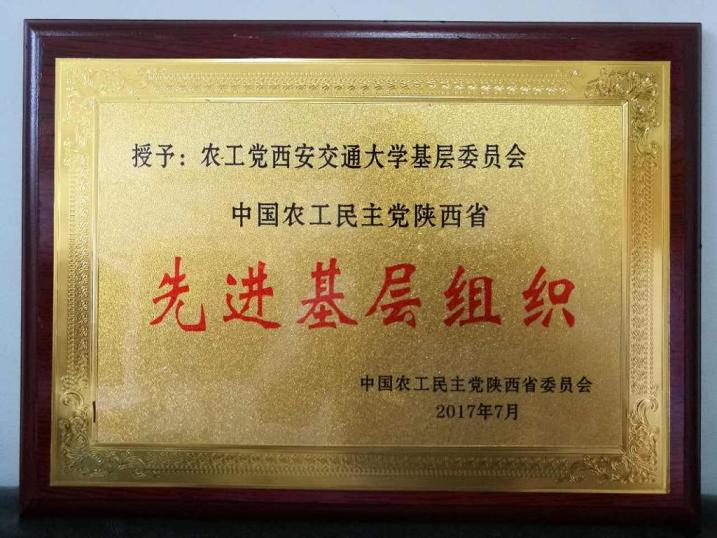 授予：农工党西安交通大学基层委员会
中国农工民主党陕西省
先进基层组织
中国农工民主党陕西省委员会
2017年7月